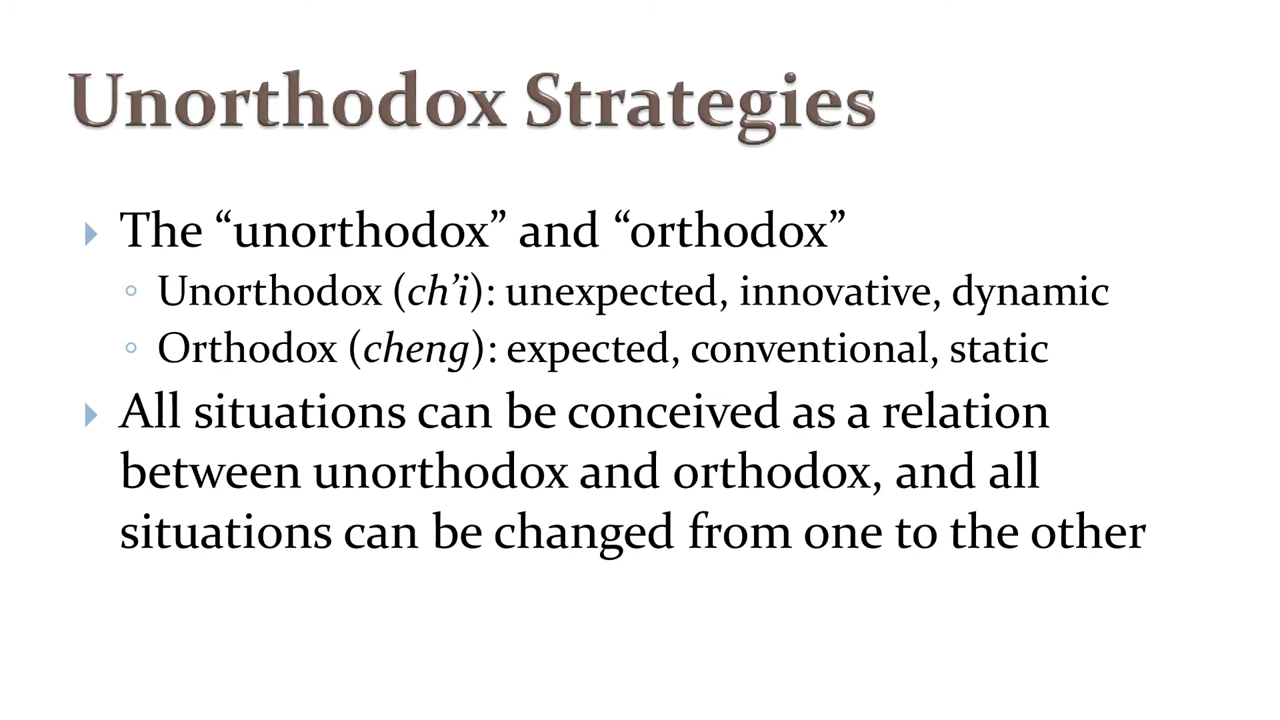 Unorthodox Strategies
The “unorthodox” and “orthodox”
Unorthodox (ch’i): unexpected, innovative, dynamic
Orthodox (cheng): expected, conventional, static
All situations can be conceived as a relation
between unorthodox and orthodox, and all
situations can be changed from one to the other